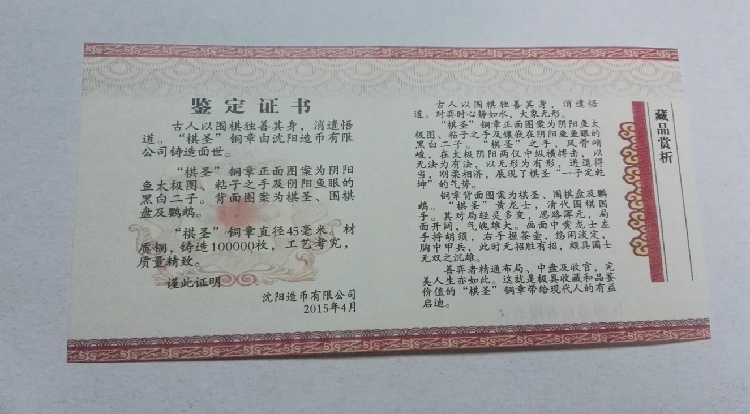 鉴定证书
古人以围棋独善其身，消遣悟
道。“棋圣”铜章由沈阳造币有限
公司铸造面世。
“棋圣”铜章正面图案为阴阳
鱼太极图、粘子之手及阴阳鱼眼的
黑白二子。背面图案为棋圣、围棋
盘及鹦鹉。
“棋圣”铜章直径45毫米。材
质铜、铸造100000枚，工艺考究，
质量精致。
谨此证明
沈阳造币有限公司
2015年4月
藏品赏析
古人以围棋独善其身，消遣悟
道。对弈时心静如水，大象无形。
“棋圣”铜章正面图案为阴阳鱼太
极图、粘子之手及镶嵌在阴阳鱼鱼眼的
黑白二子。“棋圣”之手，风骨峭
峻，在太极阴阳两仪中纵横搏击，以
无法为有法，以无形为有形，进退得
当，刚柔相济，展现了棋圣“一子定乾
坤”的气势。
铜章背面图案为棋圣、围棋盘及鹦
鹉。“棋圣”黄龙士，清代围棋国
手。其对局轻灵多变，思路深元，局
面开阔，气魄雄大。画面中黄龙士左
手捋胡须，右手握茶壶，悠闲淡定，
胸中甲兵，此时无招胜有招，颇具国士
无双之沉雄。
善弈者精通布局、中盘及收官，完
美人生亦如此。这就是极具收藏和品鉴
价值的“棋圣”铜章带给现代人的有益
启迪。